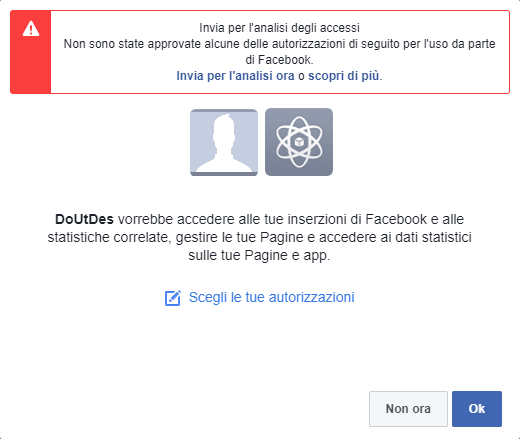 Invia per l'analisi degli accessi
Non sono state approvate alcune delle autorizzazioni di seguito per l'uso da parte
di Facebook.
Invia per l'analisi ora o scopri di più.
DoUtDes vorrebbe accedere alle tue inserzioni di Facebook e alle
statistiche correlate, gestire le tue Pagine e accedere ai dati statistici
sulle tue Pagine e app.
Scegli le tue autorizzazioni
Non ora
Ok